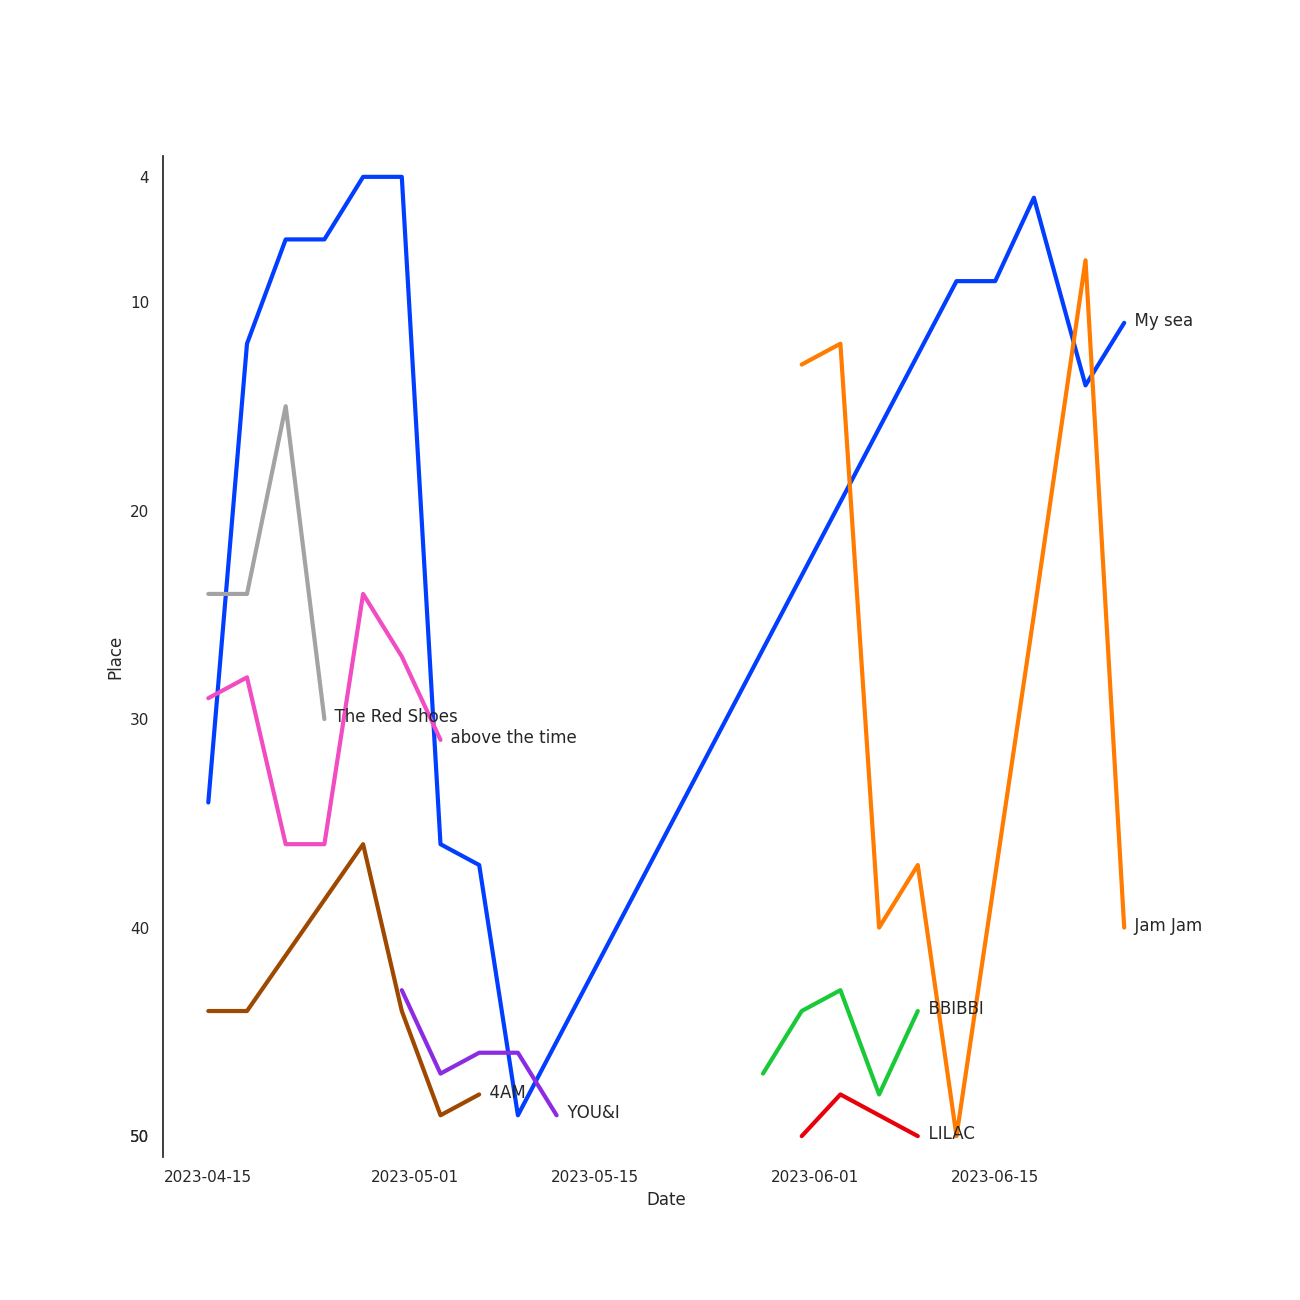 4
10
My sea
20
Place
30
The Red Shoes
above the time
40
Jam Jam
BBIBBI
4AM
YOU&I
50
LILAC
2023-04-15
2023-05-01
2023-05-15
2023-06-01
2023-06-15
Date